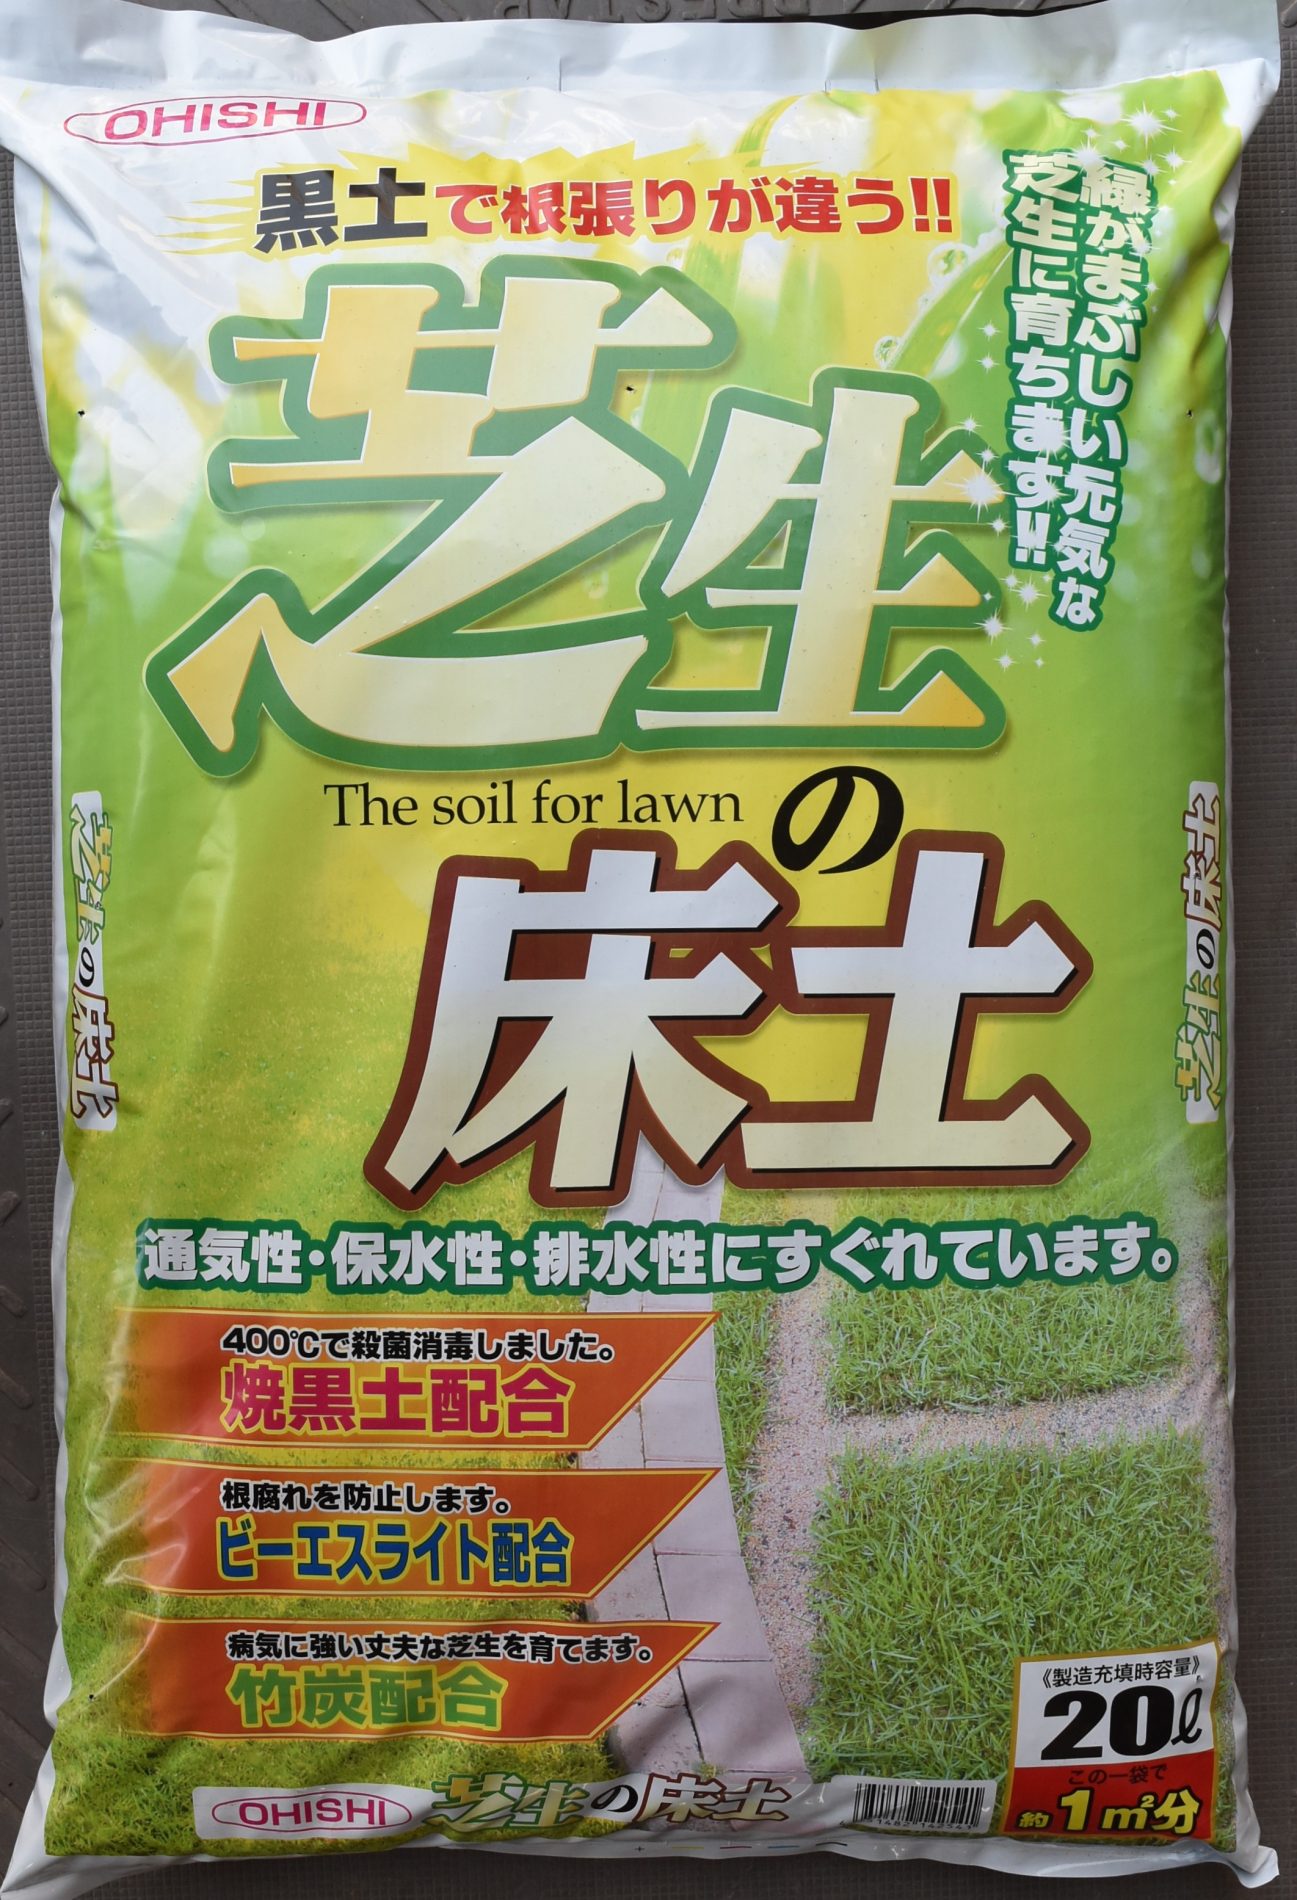 OHISHI
黒土で根張りが違う!!
緑がまぶしい元気な
芝生に育ちます!!
芝生
The soil for lawn
の
床土
芝生の床土
芝生の床土
通気性・保水性・排水性にすぐれています。
400℃で殺菌消毒しました。
焼黒土配合
根腐れを防止します。
ビーエスライト配合
病気に強い丈夫な芝生を育てます。
竹炭配合
《製造充填時容量》
20ℓ
この一袋で
約1㎡分
OHISHI 芝生の床土